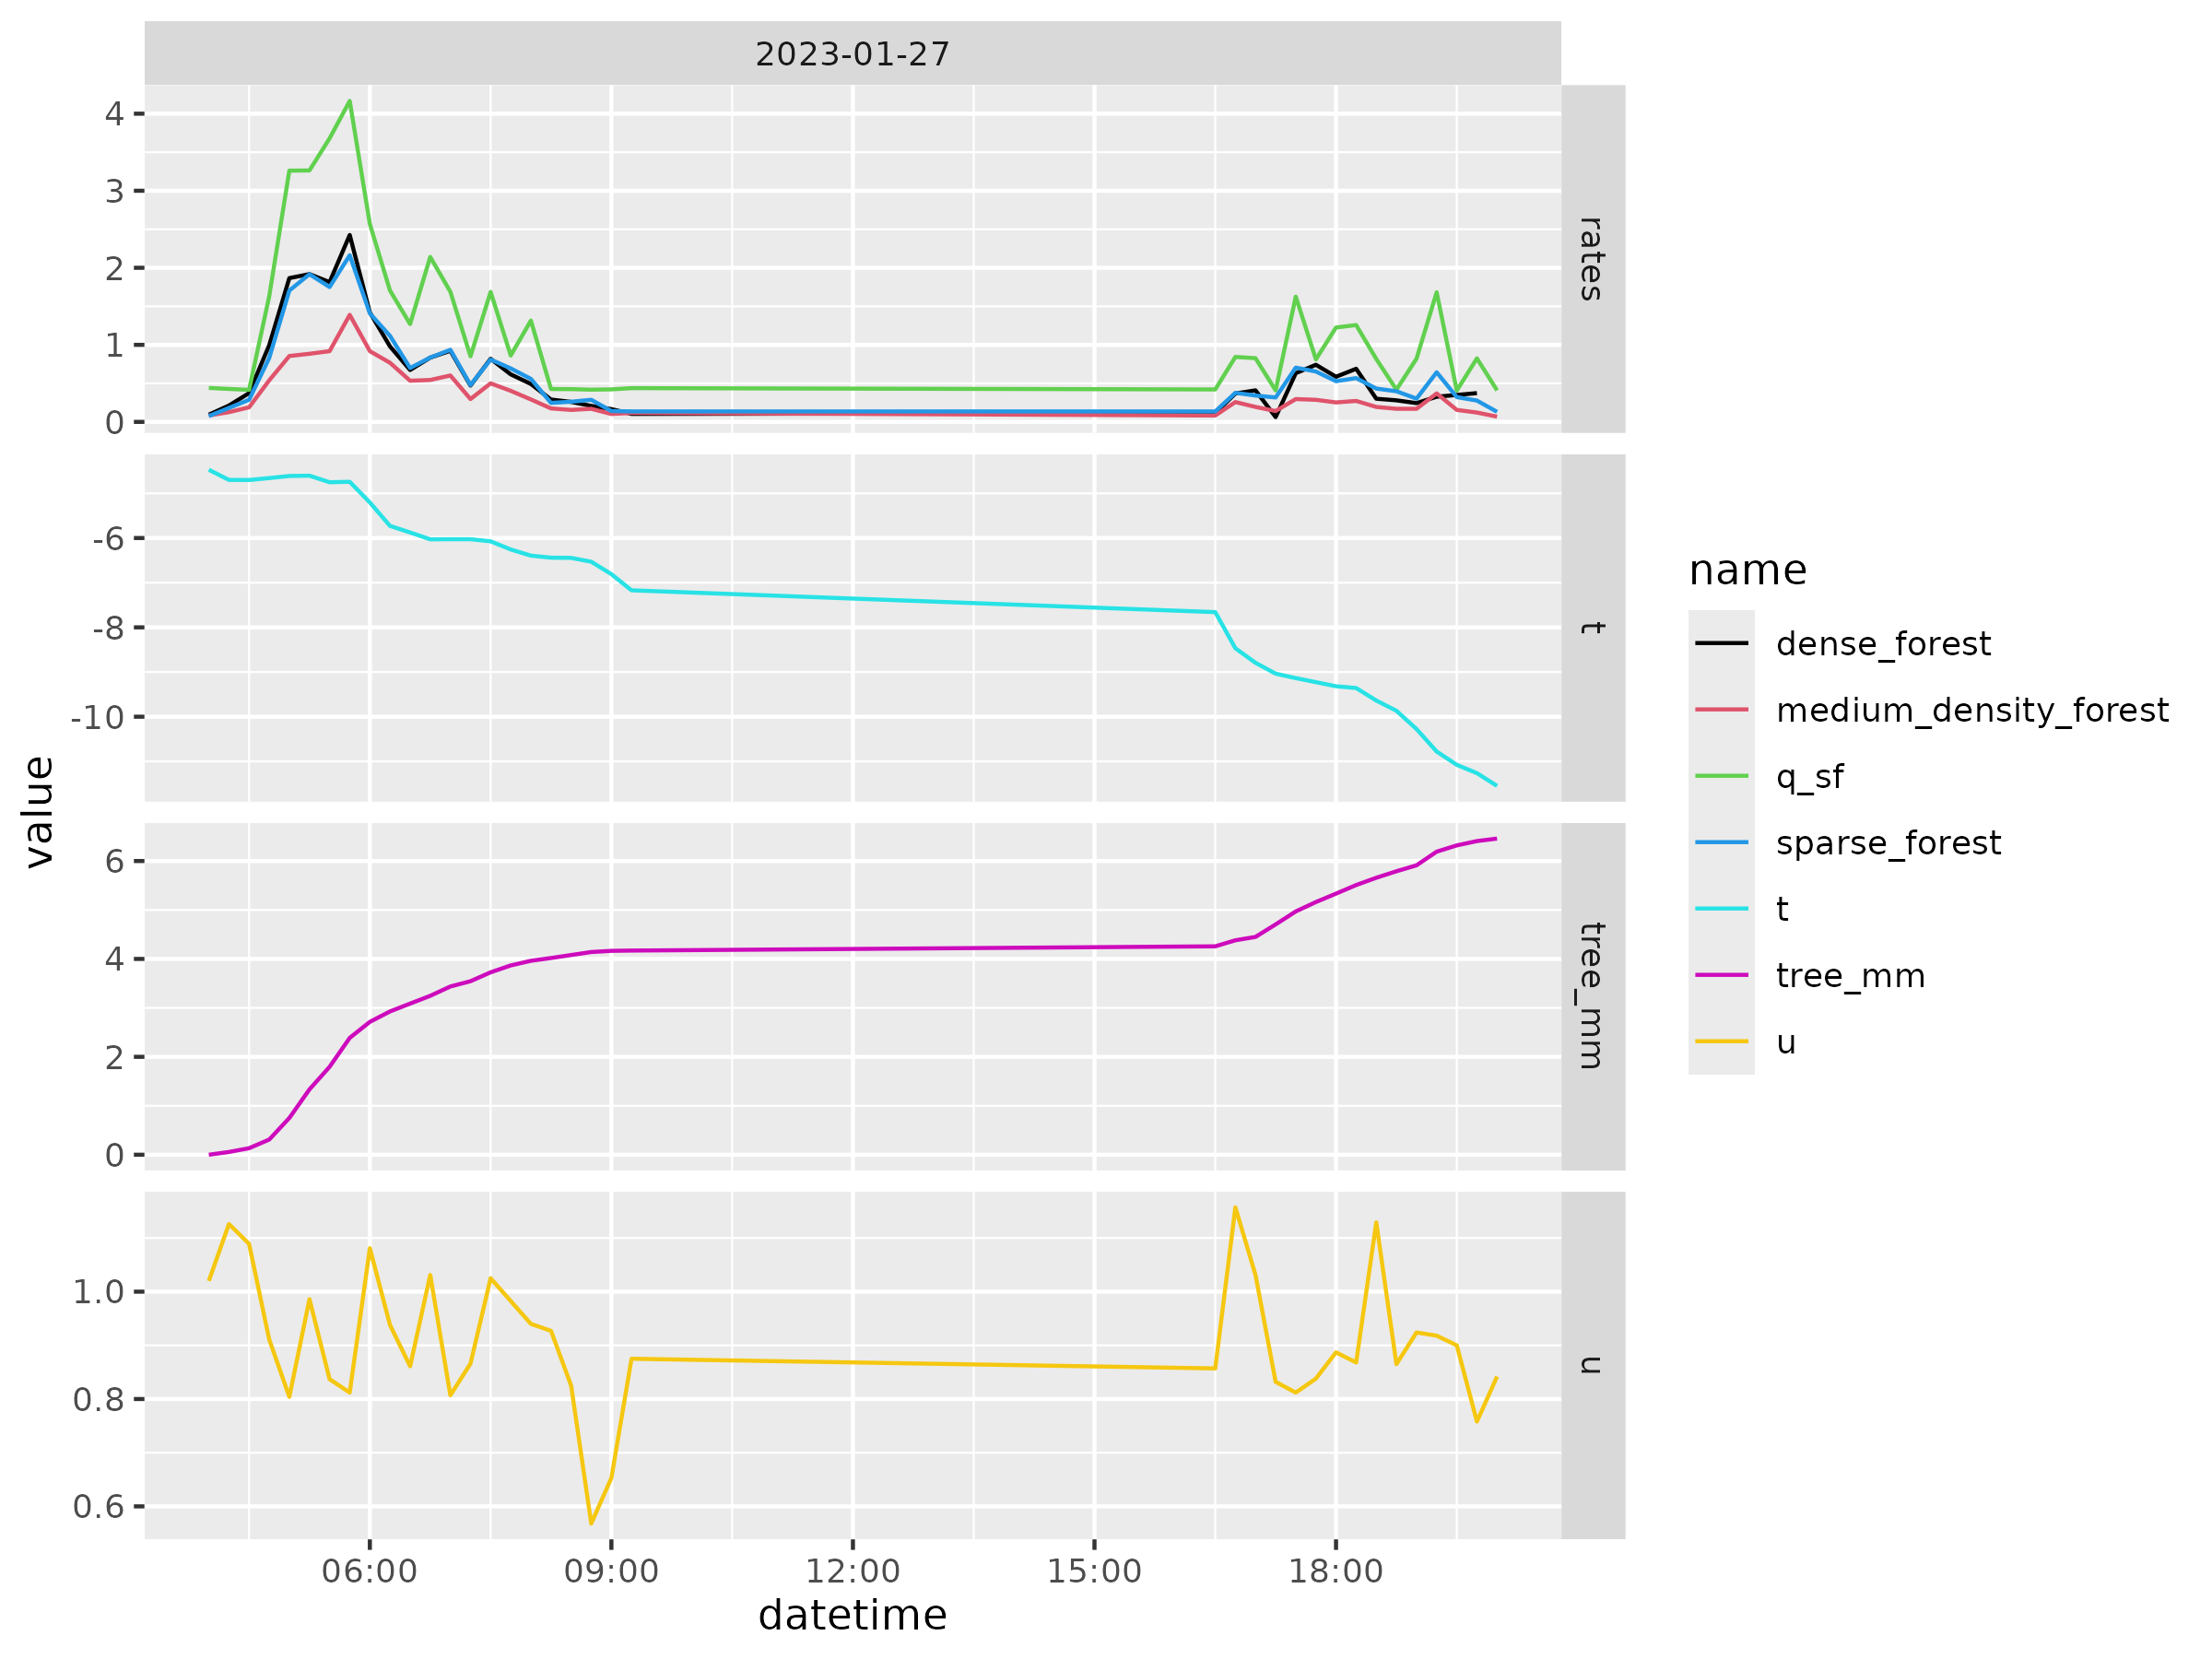 2023-01-27
4
3
2
1
0
rates
-6
-8
-10
t
6
4
2
0
tree_mm
1.0
0.8
0.6
u
06:00
09:00
12:00
15:00
18:00
datetime
value
name
dense_forest
medium_density_forest
q_sf
sparse_forest
t
tree_mm
u